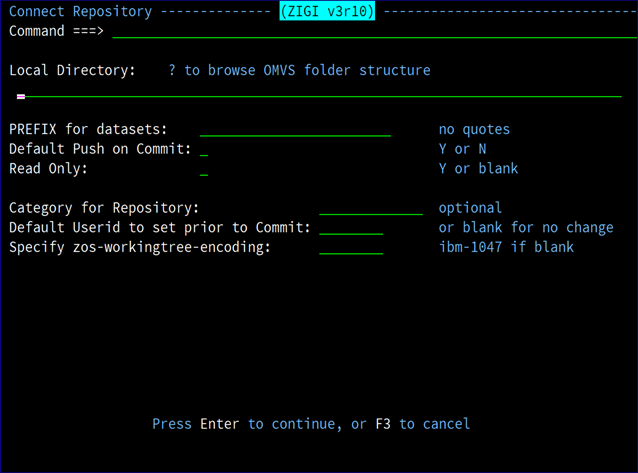 Connect Repository -------------- (ZIGI v3r10) --------------------------------
Command ===>
Local Directory: ? to browse OMVS folder structure
PREFIX for datasets: no quotes
Default Push on Commit: _ Y or N
Read Only: _ Y or blank
Category for Repository: optional
Default Userid to set prior to Commit: or blank for no change
Specify zos-workingtree-encoding: ibm-1047 if blank
Press Enter to continue, or F3 to cancel